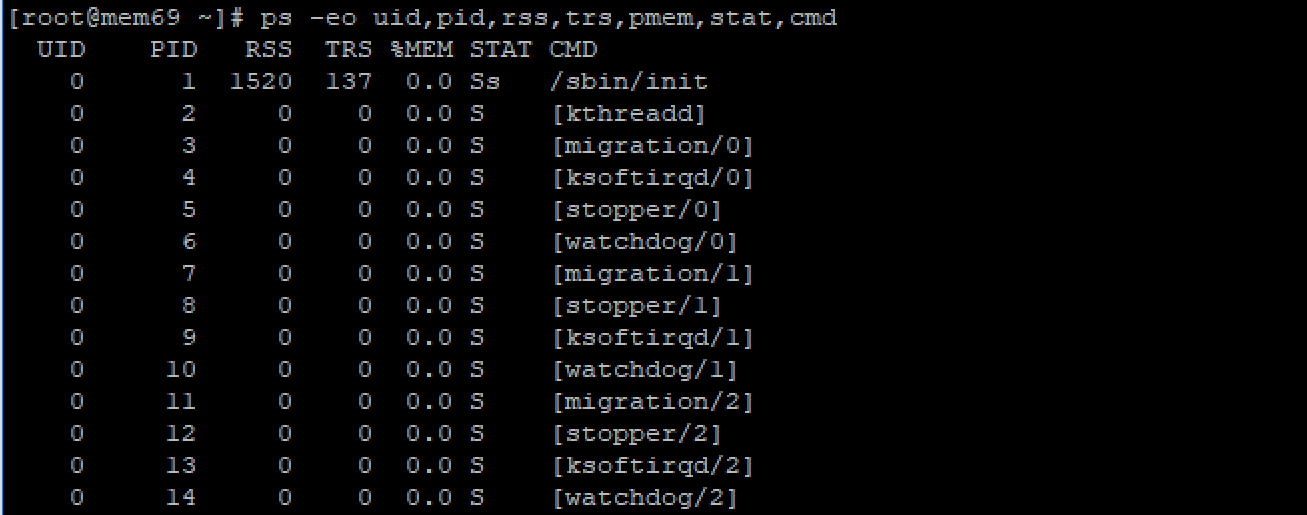 [root@mem69 ~]# ps -eo uid,pid,rss,trs,pmem,stat,cmd
  UID    PID   RSS   TRS %MEM STAT CMD
    0      1  1520   137  0.0 Ss   /sbin/init
    0      2     0     0  0.0 S    [kthreadd]
    0      3     0     0  0.0 S    [migration/0]
    0      4     0     0  0.0 S    [ksoftirqd/0]
    0      5     0     0  0.0 S    [stopper/0]
    0      6     0     0  0.0 S    [watchdog/0]
    0      7     0     0  0.0 S    [migration/1]
    0      8     0     0  0.0 S    [stopper/1]
    0      9     0     0  0.0 S    [ksoftirqd/1]
    0     10     0     0  0.0 S    [watchdog/1]
    0     11     0     0  0.0 S    [migration/2]
    0     12     0     0  0.0 S    [stopper/2]
    0     13     0     0  0.0 S    [ksoftirqd/2]
    0     14     0     0  0.0 S    [watchdog/2]